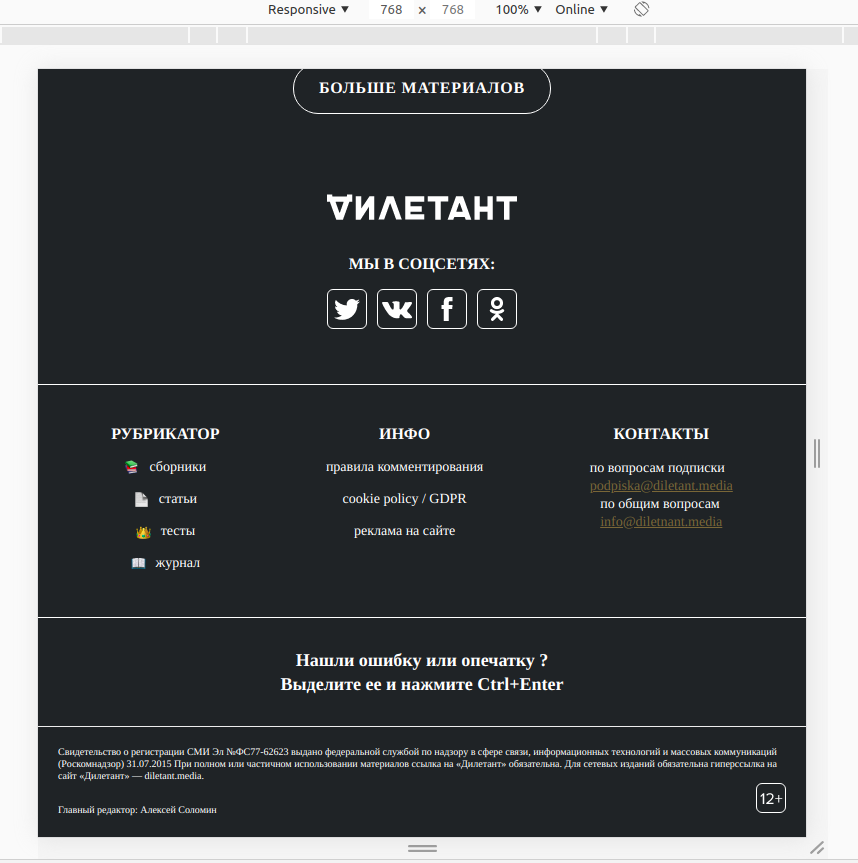 Responsive ▼ 768 x 768 100% ▼ Online ▼
БОЛЬШЕ МАТЕРИАЛОВ
ДИЛЕТАНТ
МЫ В СОЦСЕТЯХ:
РУБРИКАТОР
сборники
статьи
тесты
журнал
ИНФО
правила комментирования
cookie policy / GDPR
реклама на сайте
КОНТАКТЫ
по вопросам подписки
podpiska@diletant.media
по общим вопросам
info@diletnant.media
Нашли ошибку или опечатку ?
Выделите ее и нажмите Ctrl+Enter
Свидетельство о регистрации СМИ Эл №ФС77-62623 выдано федеральной службой по надзору в сфере связи, информационных технологий и массовых коммуникаций
(Роскомнадзор) 31.07.2015 При полном или частичном использовании материалов ссылка на «Дилетант» обязательна. Для сетевых изданий обязательна гиперссылка на
сайт «Дилетант» — diletant.media.
12+
Главный редактор: Алексей Соломин